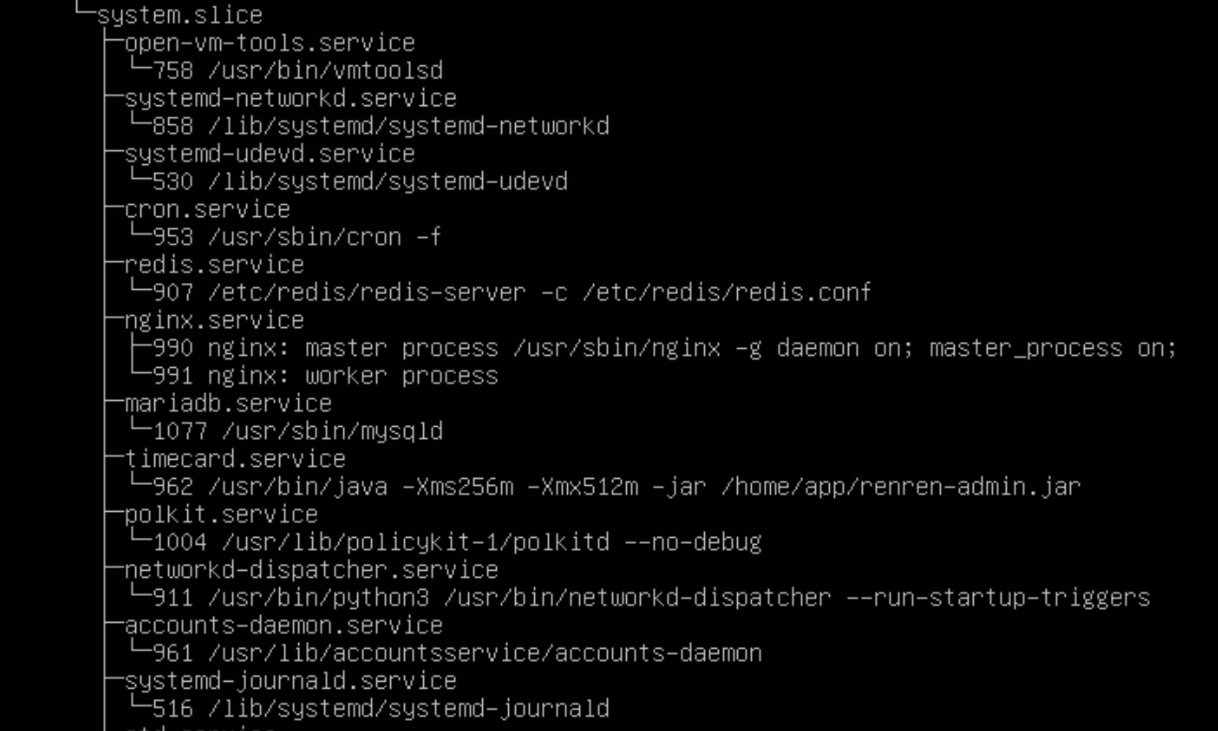 └─system.slice
├─open-vm-tools.service
│ └─758 /usr/bin/vmtoolsd
├─systemd-networkd.service
│ └─858 /lib/systemd/systemd-networkd
├─systemd-udevd.service
│ └─530 /lib/systemd/systemd-udevd
├─cron.service
│ └─953 /usr/sbin/cron -f
├─redis.service
│ └─907 /etc/redis/redis-server -c /etc/redis/redis.conf
├─nginx.service
│ ├─990 nginx: master process /usr/sbin/nginx -g daemon on; master_process on;
│ └─991 nginx: worker process
├─mariadb.service
│ └─1077 /usr/sbin/mysqld
├─timecard.service
│ └─962 /usr/bin/java -Xms256m -Xmx512m -jar /home/app/renren-admin.jar
├─polkit.service
│ └─1004 /usr/lib/policykit-1/polkitd --no-debug
├─networkd-dispatcher.service
│ └─911 /usr/bin/python3 /usr/bin/networkd-dispatcher --run-startup-triggers
├─accounts-daemon.service
│ └─961 /usr/lib/accountsservice/accounts-daemon
├─systemd-journald.service
│ └─516 /lib/systemd/systemd-journald